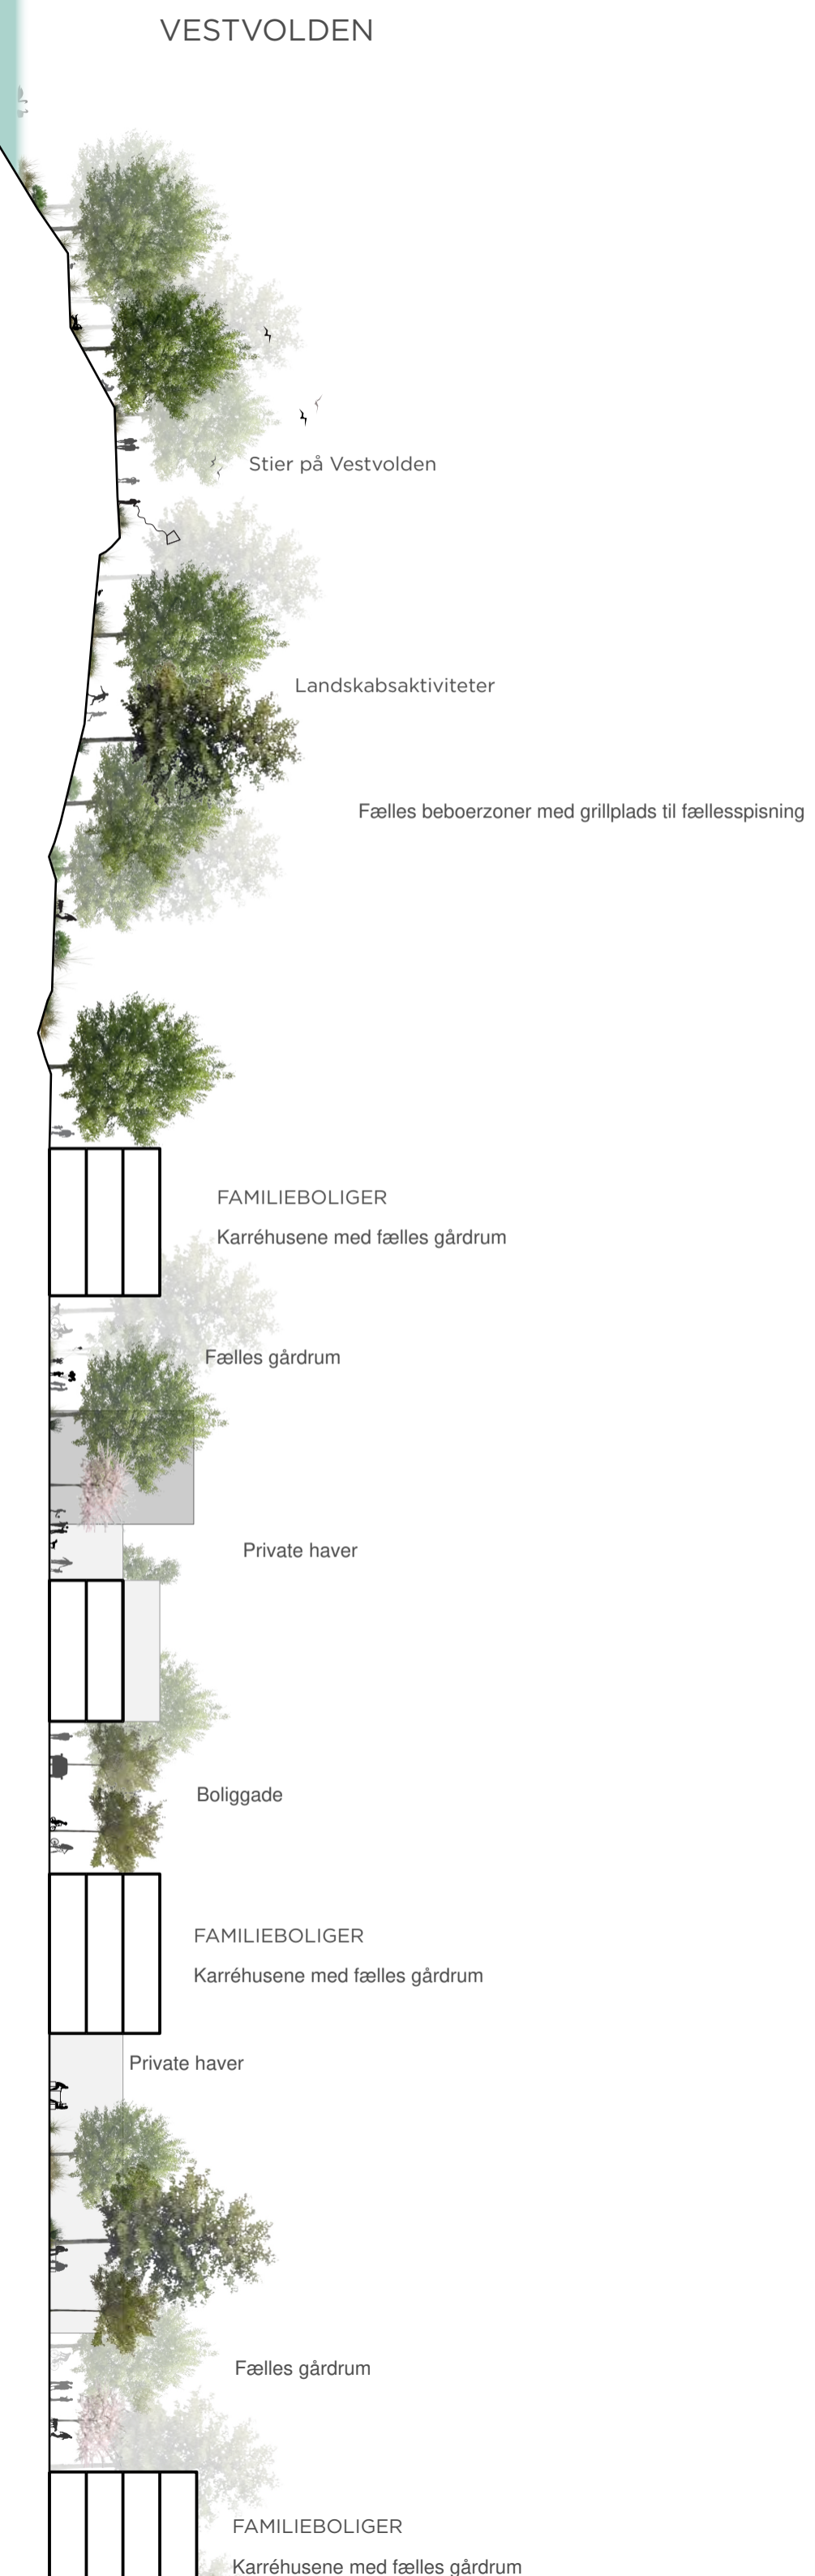 VESTVOLDEN
Stier på Vestvolden
Landskabsaktiviteter
Fælles beboerzoner med grillplads til fællesspisning
FAMILIEBOLIGER
Karréhusene med fælles gårdrum
Fælles gårdrum
Private haver
Boliggade
FAMILIEBOLIGER
Karréhusene med fælles gårdrum
Private haver
Fælles gårdrum
FAMILIEBOLIGER
Karréhusene med fælles gårdrum